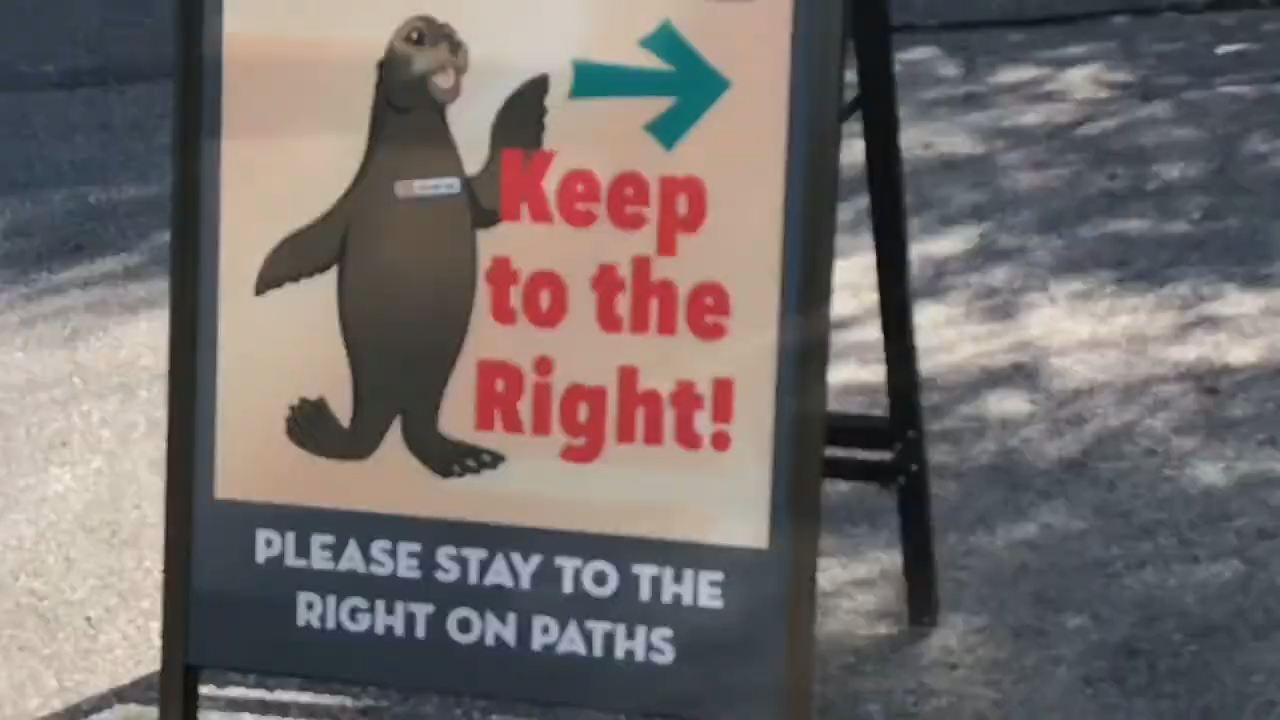 Keep
to the
Right!
PLEASE STAY TO THE
RIGHT ON PATHS